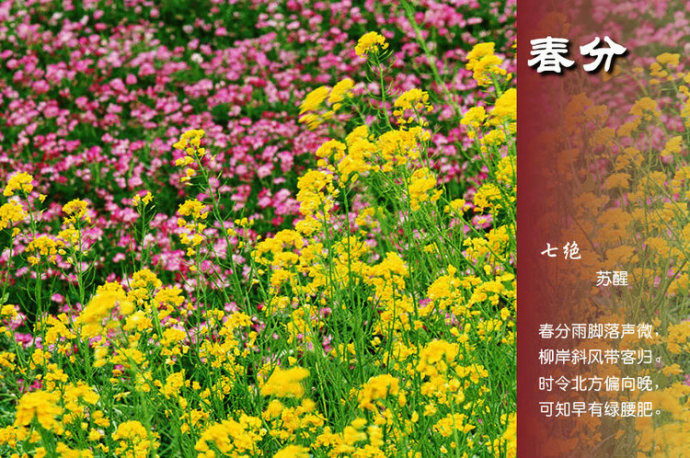 春分
七绝
苏醒
春分雨脚落声微,
柳岸斜风带客归。
时令北方偏向晚,
可知早有绿腰肥。